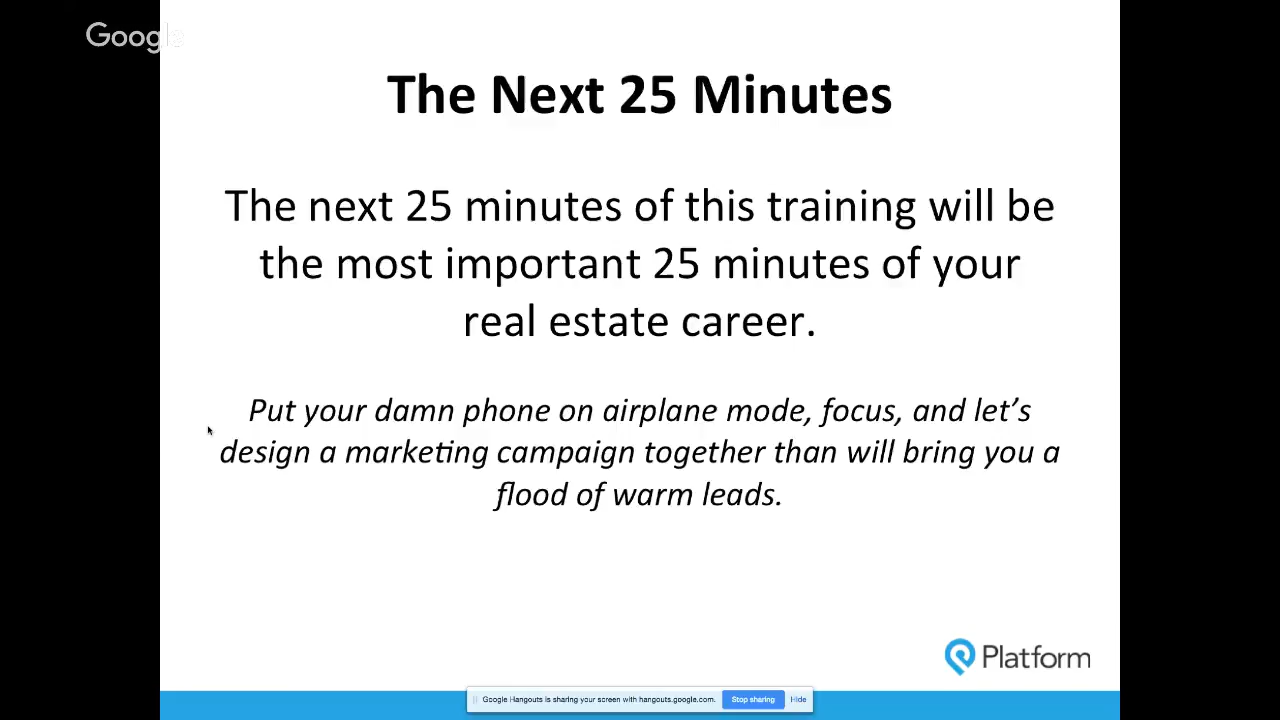 Google
The Next 25 Minutes
The next 25 minutes of this training will be
the most important 25 minutes of your
real estate career.
Put your damn phone on airplane mode, focus, and let’s
design a marketing campaign together than will bring you a
flood of warm leads.
Platform
Google Hangouts is sharing your screen with hangouts.google.com. Stop sharing Hide